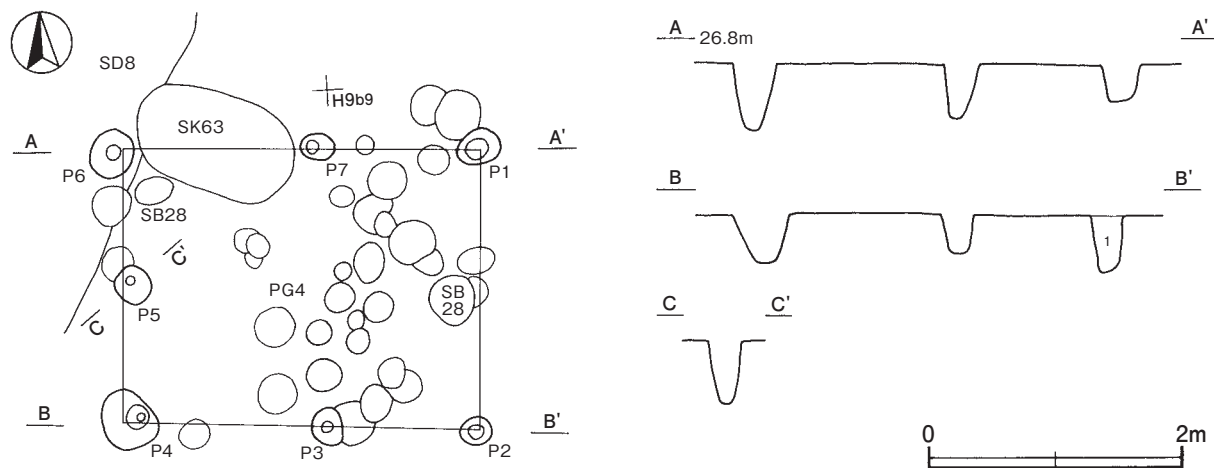 SD8
H9b9
SK63
A
A'
P6
P7
P1
SB28
C'
PG4
SB
28
P5
C
B
B'
P4
P3
P2
A
26.8m
A'
B
B'
1
C
C'
0
2m